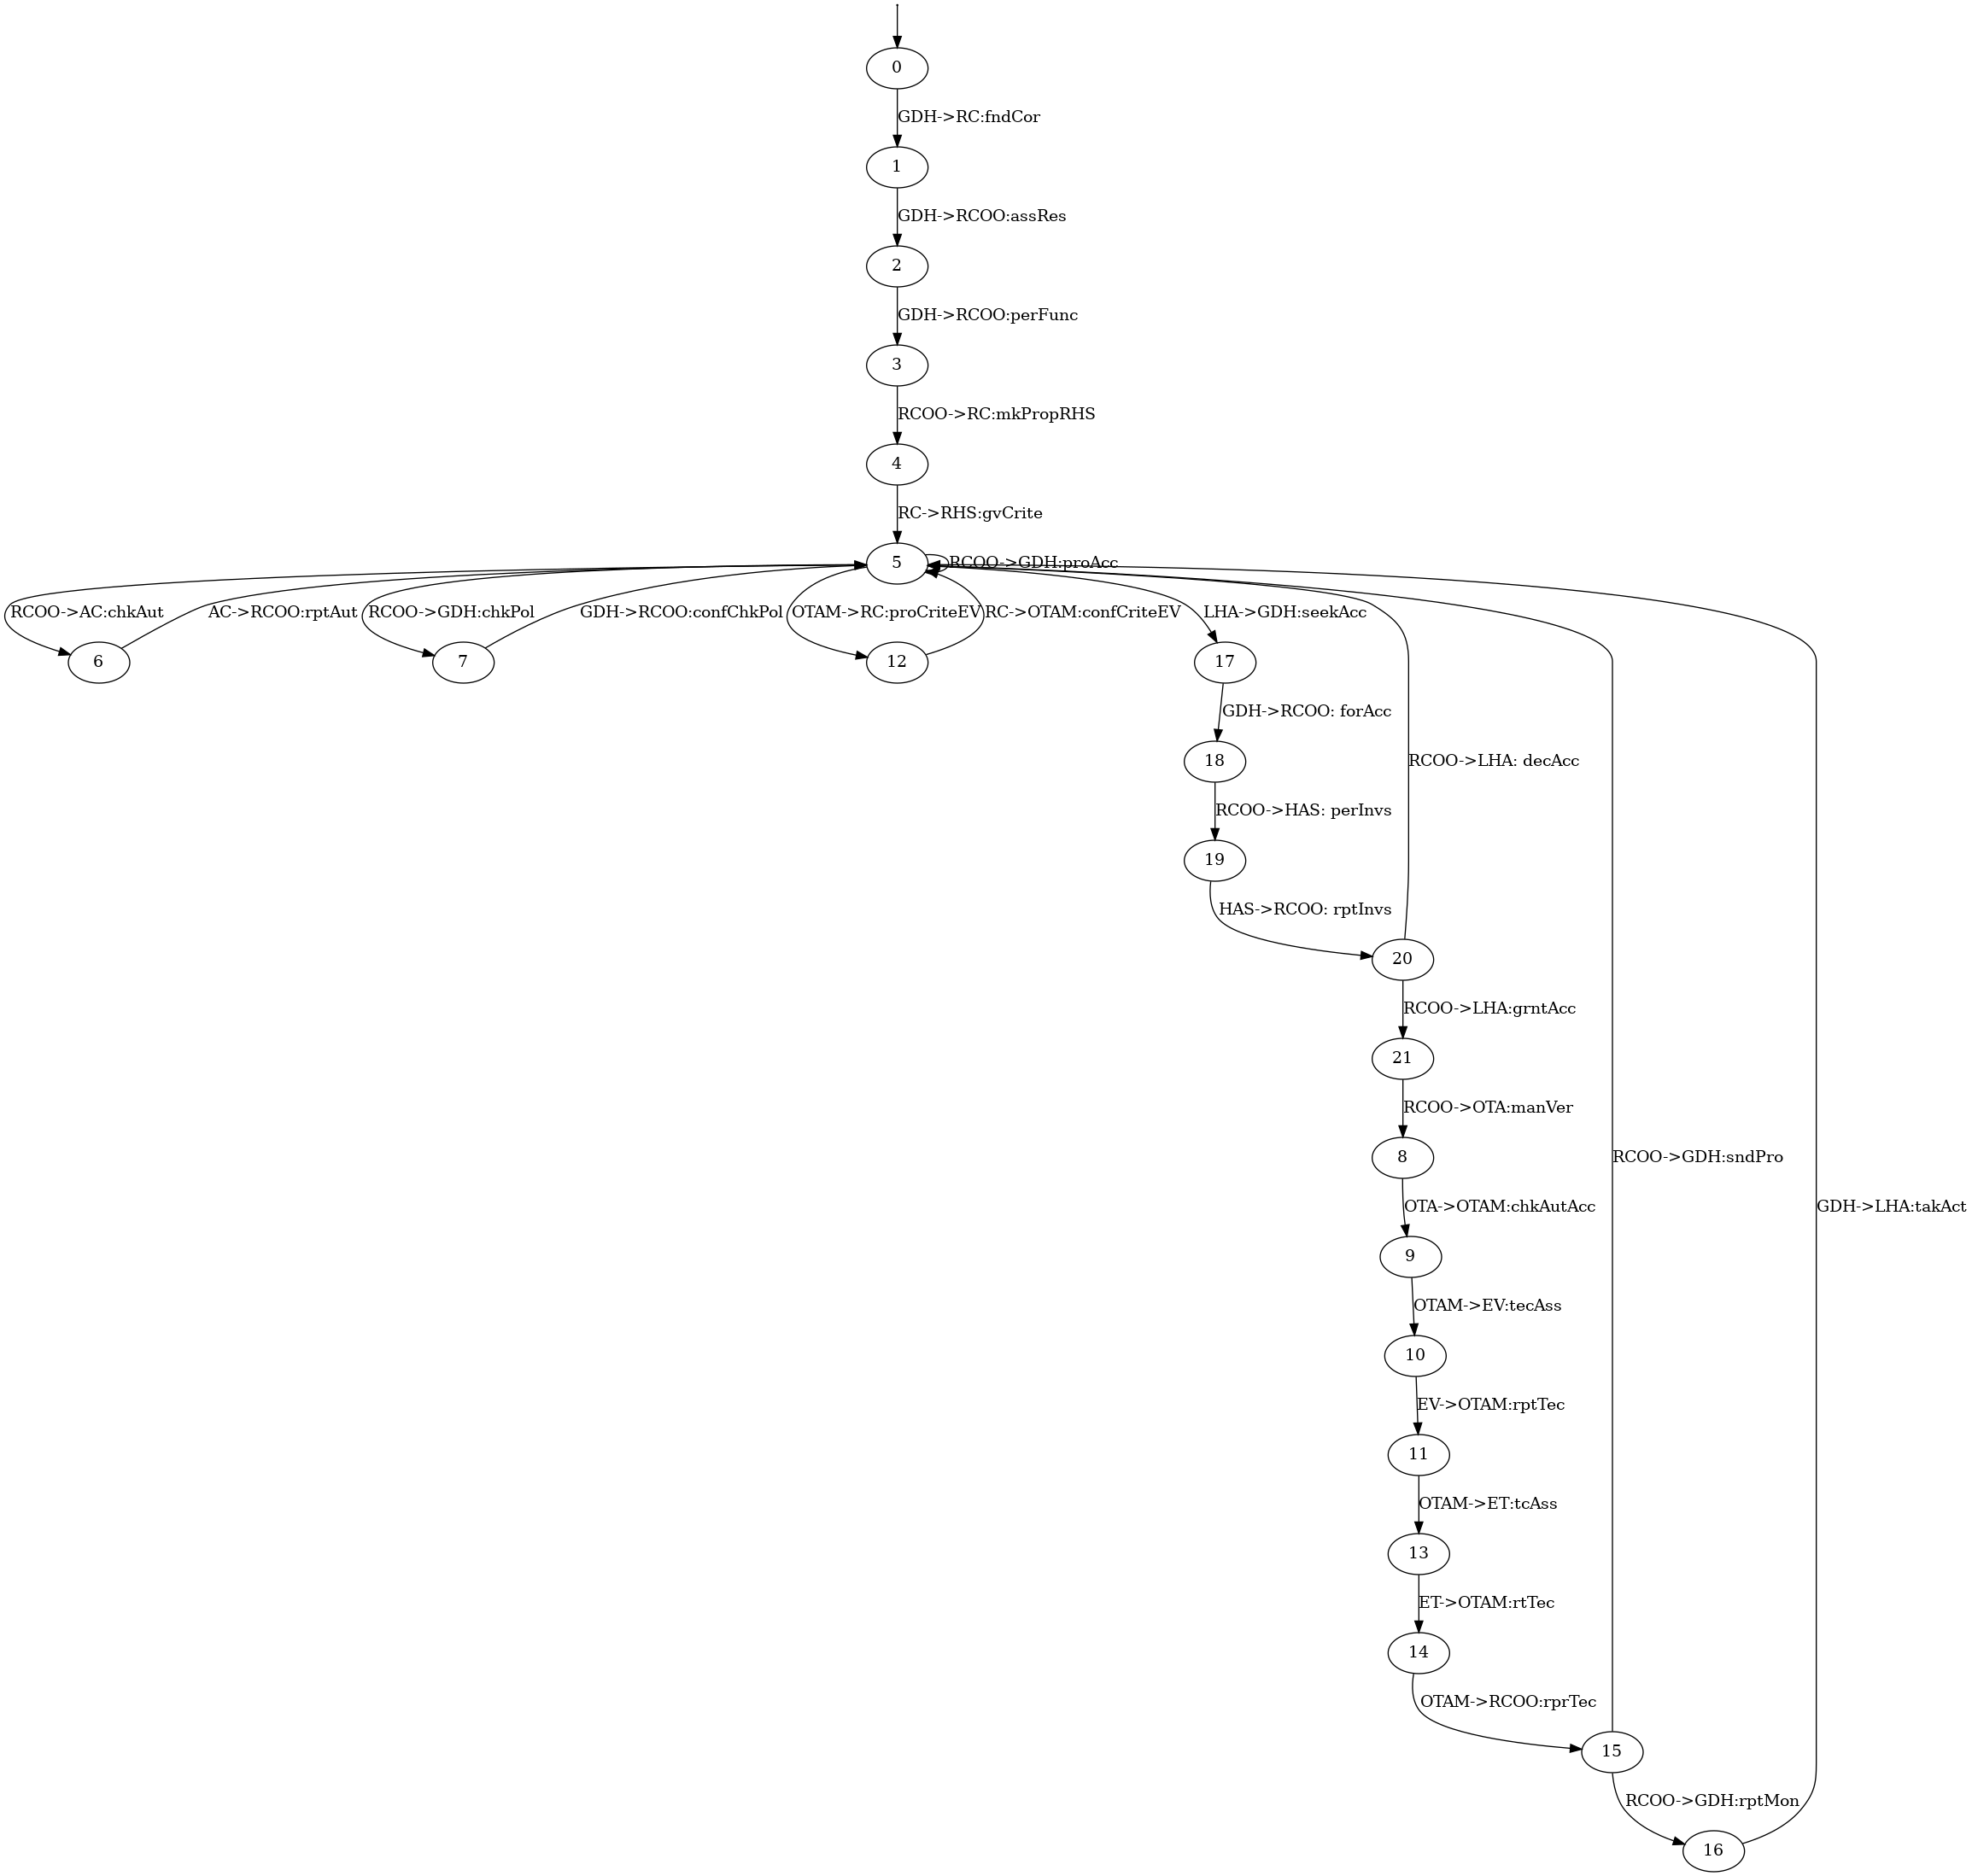 0
GDH->RC:fndCor
1
GDH->RCOO:assRes
2
GDH->RCOO:perFunc
3
RCOO->RC:mkPropRHS
4
RC->RHS:gvCrite
5
RCOO->GDH:proAcc
RCOO->AC:chkAut
AC->RCOO:rptAut
RCOO->GDH:chkPol
GDH->RCOO:confChkPol
OTAM->RC:proCriteEV
RC->OTAM:confCriteEV
LHA->GDH:seekAcc
6
7
12
17
GDH->RCOO: forAcc
18
RCOO->LHA: decAcc
RCOO->HAS: perInvs
19
HAS->RCOO: rptInvs
20
RCOO->LHA:grntAcc
21
RCOO->OTA:manVer
8
RCOO->GDH:sndPro
OTA->OTAM:chkAutAcc
GDH->LHA:takAct
9
OTAM->EV:tecAss
10
EV->OTAM:rptTec
11
OTAM->ET:tcAss
13
ET->OTAM:rtTec
14
OTAM->RCOO:rprTec
15
RCOO->GDH:rptMon
16